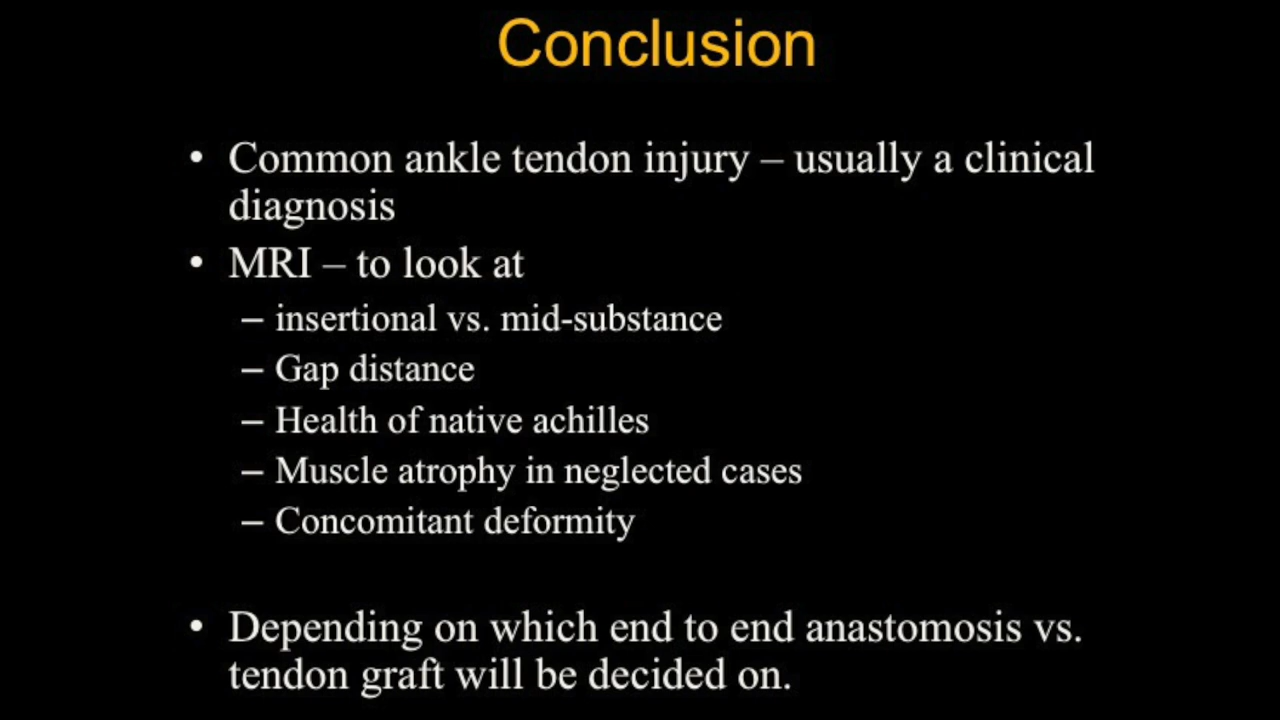 Conclusion
• Common ankle tendon injury – usually a clinical
diagnosis
• MRI – to look at
– insertional vs. mid-substance
– Gap distance
– Health of native achilles
– Muscle atrophy in neglected cases
– Concomitant deformity
• Depending on which end to end anastomosis vs.
tendon graft will be decided on.